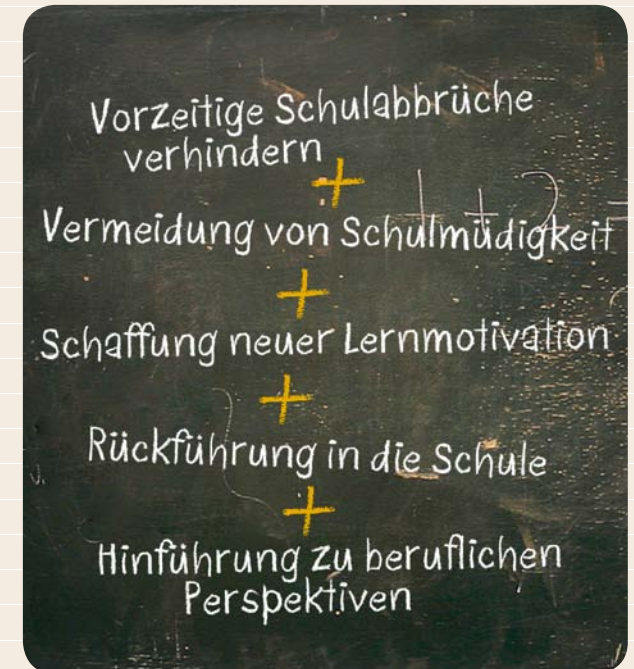 Vorzeitige Schulabbrüche
verhindern
+
Vermeidung von Schulmüdigkeit
+
Schaffung neuer Lernmotivation
+
Rückführung in die Schule
+
Hinführung zu beruflichen
Perspektiven